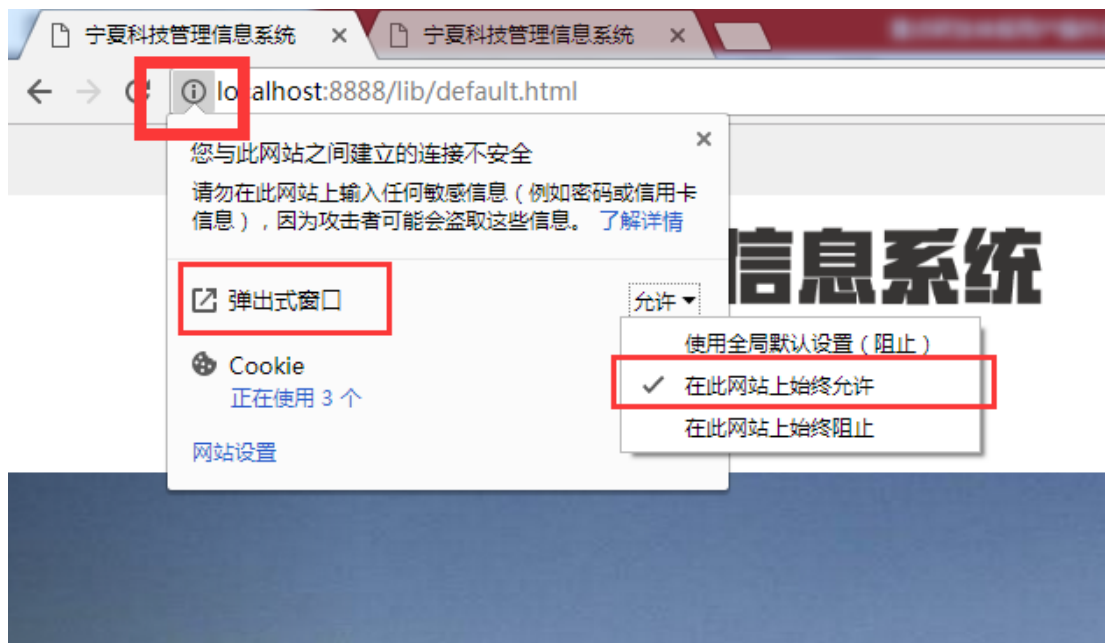 宁夏科技管理信息系统
宁夏科技管理信息系统
localhost:8888/lib/default.html
您与此网站之间建立的连接不安全
请勿在此网站上输入任何敏感信息（例如密码或信用卡
信息），因为攻击者可能会盗取这些信息。 了解详情
信息系统
弹出式窗口
允许
使用全局默认设置（阻止）
Cookie
在此网站上始终允许
正在使用 3 个
在此网站上始终阻止
网站设置